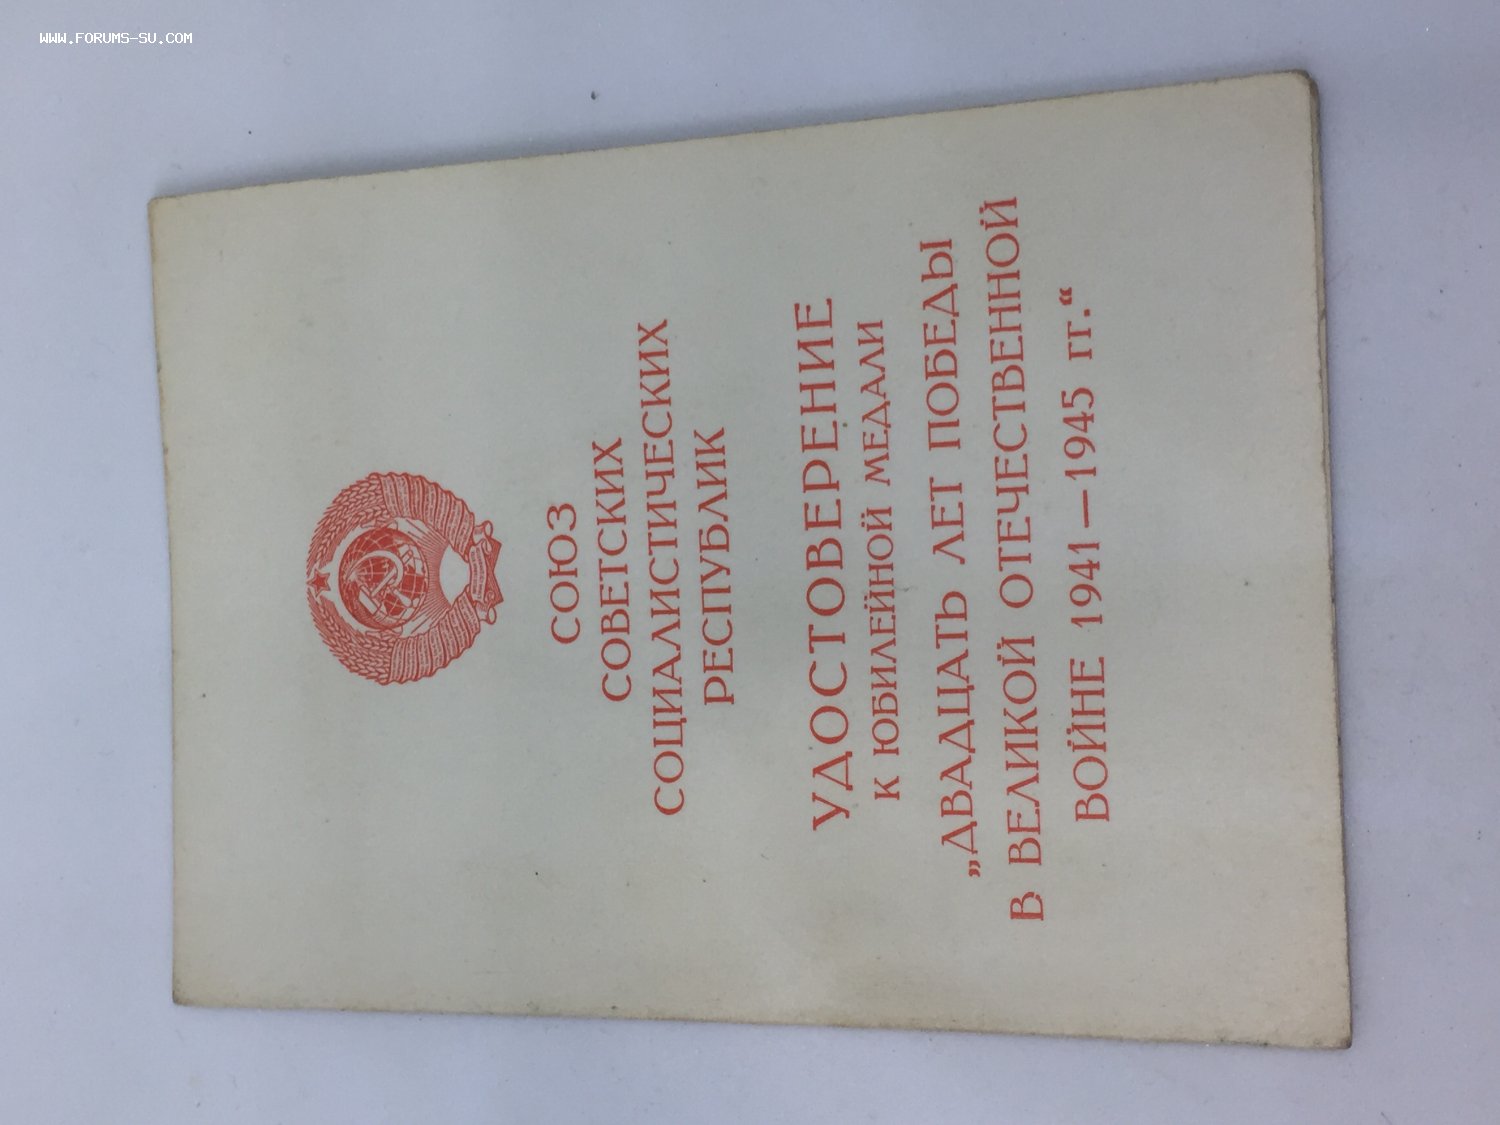 WWW.FORUMS-SU.COM
СОЮЗ
СОВЕТСКИХ
СОЦИАЛИСТИЧЕСКИХ
РЕСПУБЛИК
УДОСТОВЕРЕНИЕ
К ЮБИЛЕЙНОЙ МЕДАЛИ
„ДВАДЦАТЬ ЛЕТ ПОБЕДЫ
В ВЕЛИКОЙ ОТЕЧЕСТВЕННОЙ
ВОЙНЕ 1941—1945 гг.“